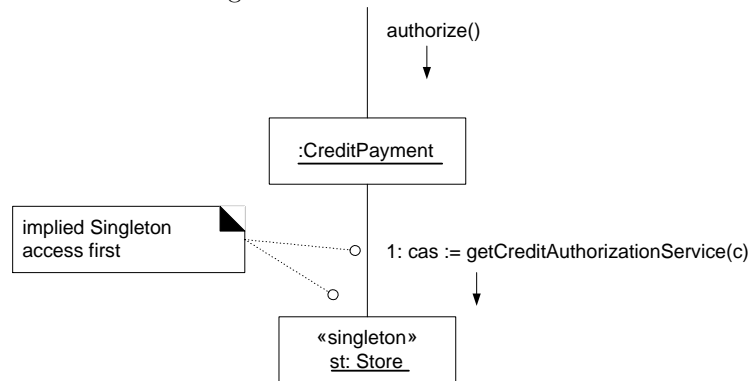 authorize()
:CreditPayment
implied Singleton
access first
1: cas := getCreditAuthorizationService(c)
«singleton»
st: Store